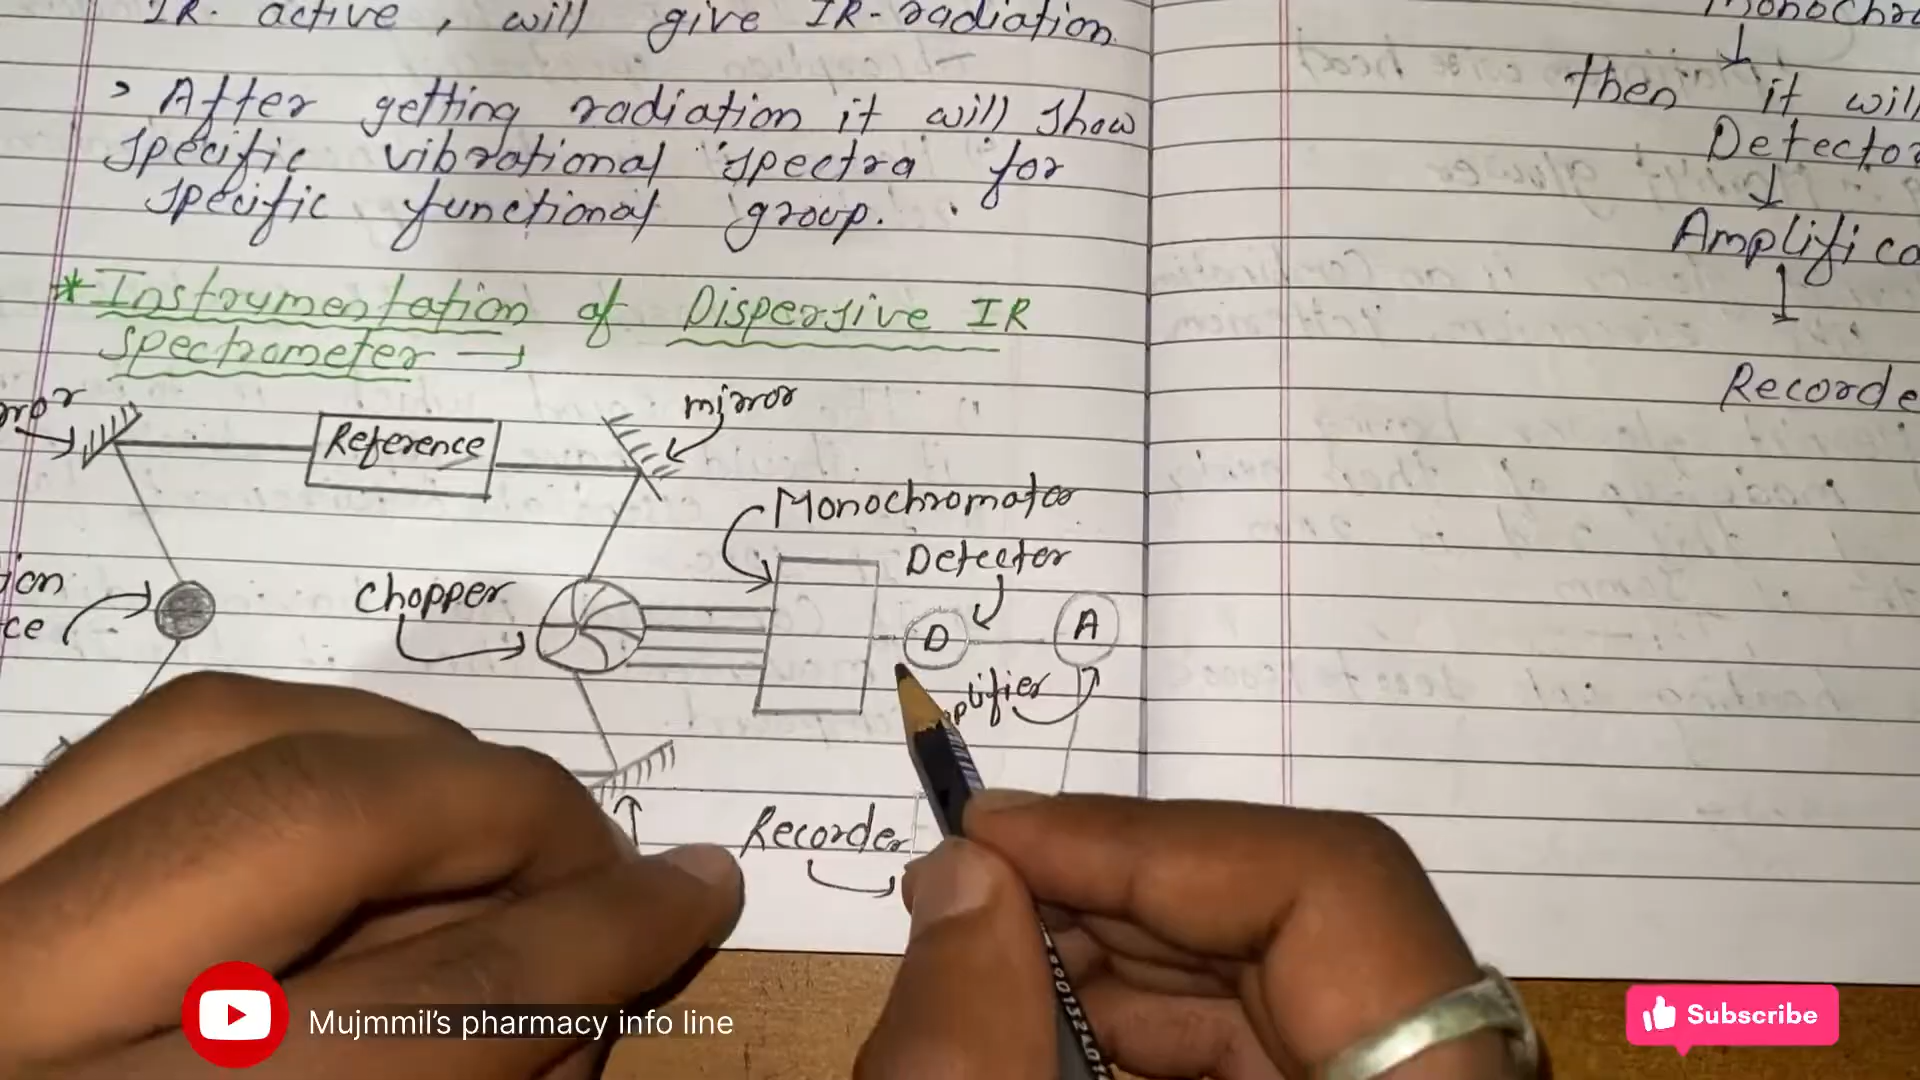 IR. active, will give IR-radiation
> After getting radiation it will show
specific vibrational spectra for
specific functional group.
*Instrumentation of Dispersive IR
Spectrometer →
mirror
Reference
Monochromator
Detector
Chopper
D
A
Recorder
then it will
Detector
Amplifica
Recorde
Mujmmil's pharmacy info line
Subscribe